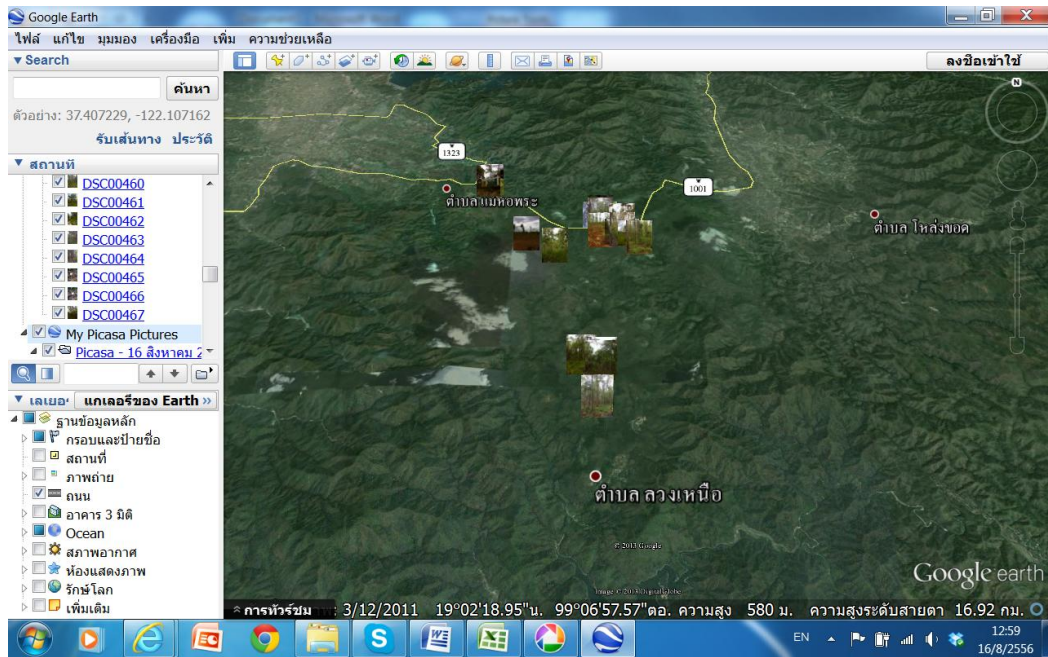 Google Earth
ไฟล์ แก้ไข มุมมอง เครื่องมือ เพิ่ม ความช่วยเหลือ
▼ Search
ลงชื่อเข้าใช้
ค้นหา
ตัวอย่าง: 37.407229, -122.107162
รับเส้นทาง ประวัติ
▼ สถานที่
DSC00460
DSC00461
DSC00462
DSC00463
DSC00464
DSC00465
DSC00466
DSC00467
My Picasa Pictures
Picasa - 16 สิงหาคม 2
▼ เลเยอ แกเลอรีของ Earth »
ฐานข้อมูลหลัก
กรอบและป้ายชื่อ
สถานที่
ภาพถ่าย
ถนน
อาคาร 3 มิติ
Ocean
สภาพอากาศ
ห้องแสดงภาพ
รักษ์โลก
เพิ่มเติม
N
1323
1001
ตำบลแม่หอพระ
ตำบล โหล่งขอด
ตำบล ลวงเหนือ
© 2013 Google
Image © 2013 DigitalGlobe
Google earth
การทัวร์ชม 3/12/2011 19°02'18.95"น. 99°06'57.57"ตอ. ความสูง 580 ม. ความสูงระดับสายตา 16.92 กม.
EN
12:59
16/8/2556